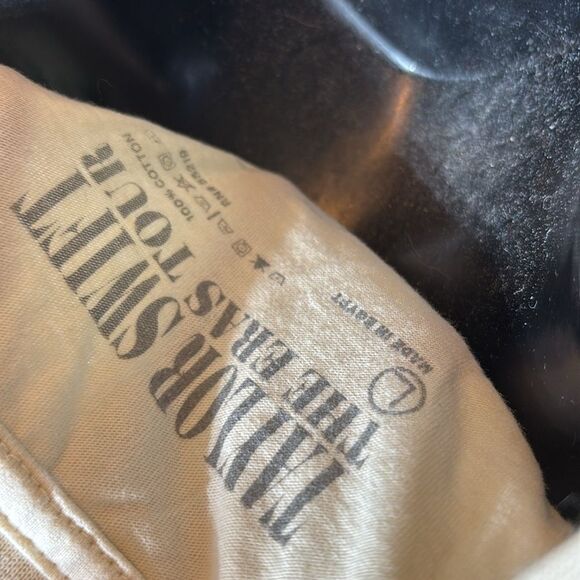 TAYLOR SWIFT
THE ERAS TOUR
L
MADE IN EGYPT
100% COTTON